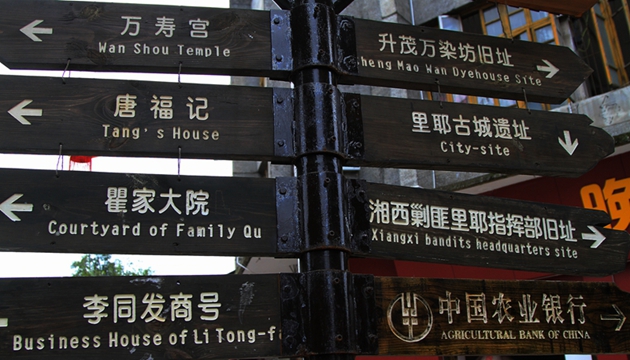 万寿宫
Wan Shou Temple
唐福记
Tang's House
瞿家大院
Courtyard of Family Qu
李同发商号
Business House of Li Tong-fa
升茂万染坊旧址
heng Mao Wan Dyehouse Site
里耶古城遗址
City-site
湘西剿匪里耶指挥部旧址
Xiangxi bandits headquarters site
中国农业银行
AGRICULTURAL BANK OF CHINA